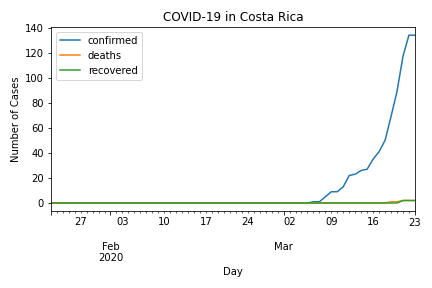 COVID-19 in Costa Rica
140
120
100
80
60
40
20
0
Number of Cases
confirmed
deaths
recovered
27 03 10 17 24 02 09 16 23
Feb Mar
2020
Day